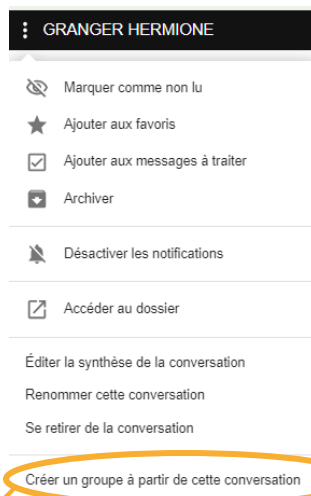 GRANGER HERMIONE
Marquer comme non lu
Ajouter aux favoris
Ajouter aux messages à traiter
Archiver
Désactiver les notifications
Accéder au dossier
Éditer la synthèse de la conversation
Renommer cette conversation
Se retirer de la conversation
Créer un groupe à partir de cette conversation